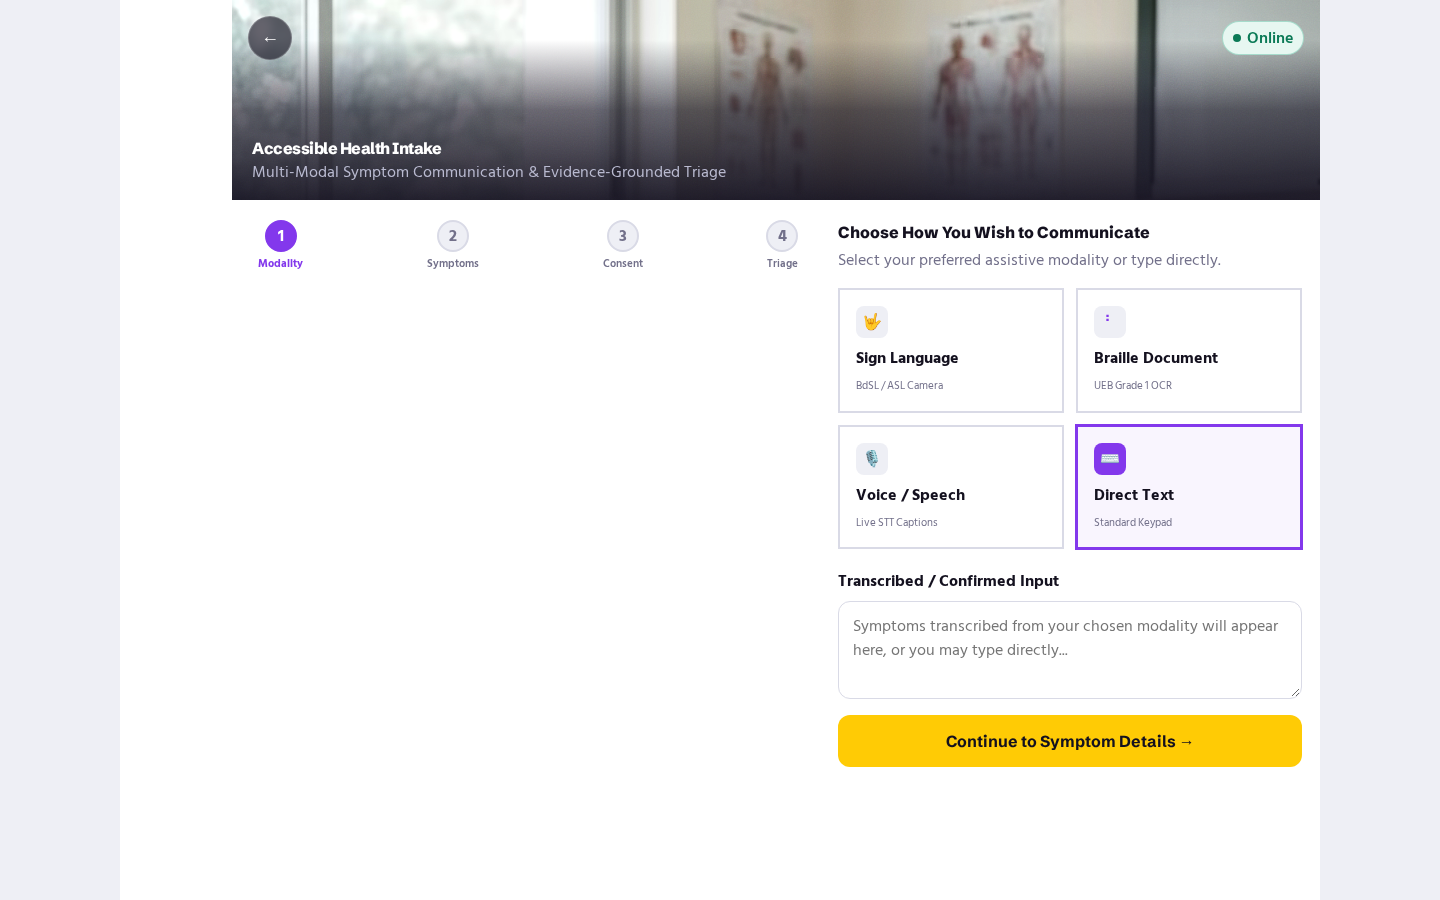 ←
Online
Accessible Health Intake
Multi-Modal Symptom Communication & Evidence-Grounded Triage
1
Modality
2
Symptoms
3
Consent
4
Triage
Choose How You Wish to Communicate
Select your preferred assistive modality or type directly.
Sign Language
BdSL / ASL Camera
Braille Document
UEB Grade 1 OCR
Voice / Speech
Live STT Captions
Direct Text
Standard Keypad
Transcribed / Confirmed Input
Symptoms transcribed from your chosen modality will appear
here, or you may type directly...
Continue to Symptom Details →